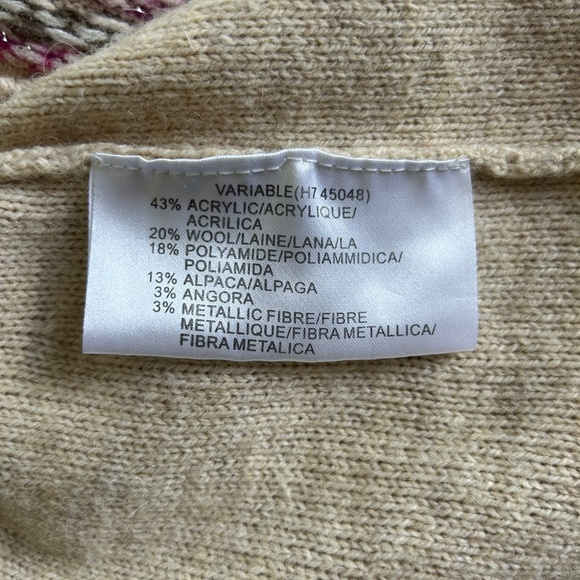 VARIABLE(H745048)
43% ACRYLIC/ACRYLIQUE/
ACRILICA
20% WOOL/LAINE/LANA/LA
18% POLYAMIDE/POLIAMMIDICA/
POLIAMIDA
13% ALPACA/ALPAGA
3% ANGORA
3% METALLIC FIBRE/FIBRE
METALLIQUE/FIBRA METALLICA/
FIBRA METALICA